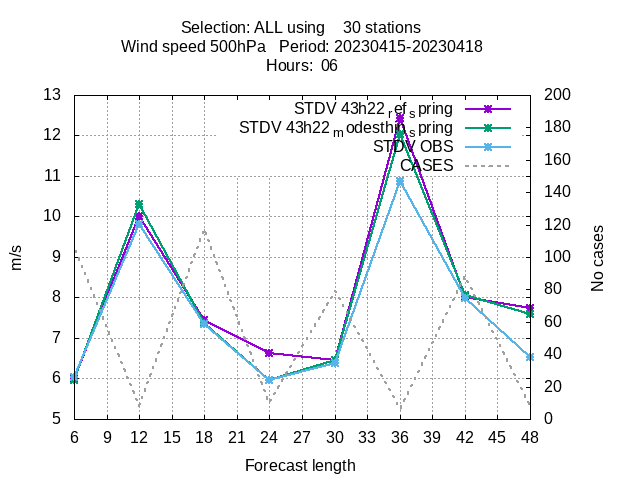 Selection: ALL using 30 stations
Wind speed 500hPa Period: 20230415-20230418
Hours: 06
STDV 43h22_ref_spring
STDV 43h22_modesthin_spring
STDV OBS
CASES
13
12
11
10
9
8
7
6
5
200
180
160
140
120
100
80
60
40
20
0
m/s
No cases
6 9 12 15 18 21 24 27 30 33 36 39 42 45 48
Forecast length